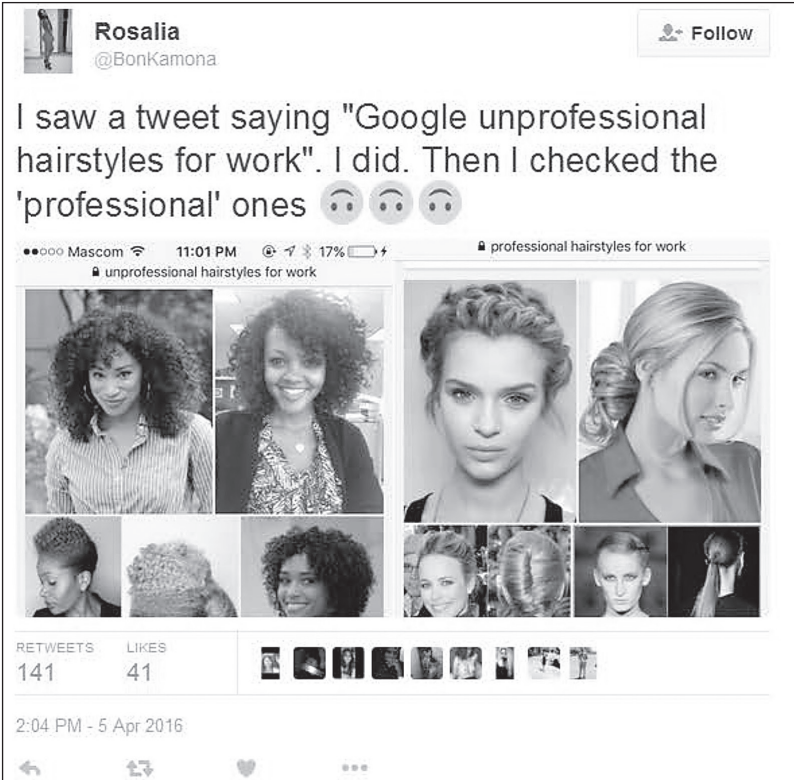 Rosalia
@BonKamona
Follow
I saw a tweet saying "Google unprofessional
hairstyles for work". I did. Then I checked the
'professional' ones 🙃🙃🙃
Mascom 11:01 PM 17%
unprofessional hairstyles for work
professional hairstyles for work
RETWEETS LIKES
141 41
2:04 PM - 5 Apr 2016